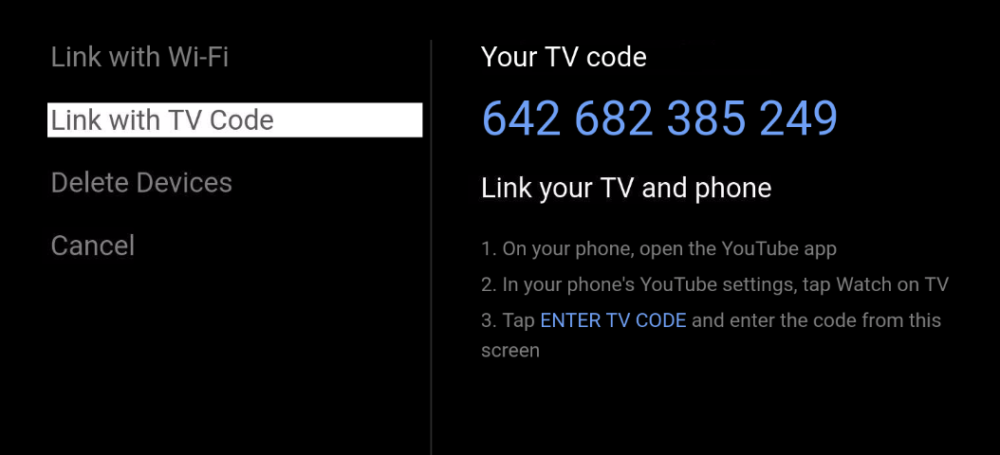 Link with Wi-Fi
Link with TV Code
Delete Devices
Cancel
Your TV code
642 682 385 249
Link your TV and phone
1. On your phone, open the YouTube app
2. In your phone's YouTube settings, tap Watch on TV
3. Tap ENTER TV CODE and enter the code from this
screen